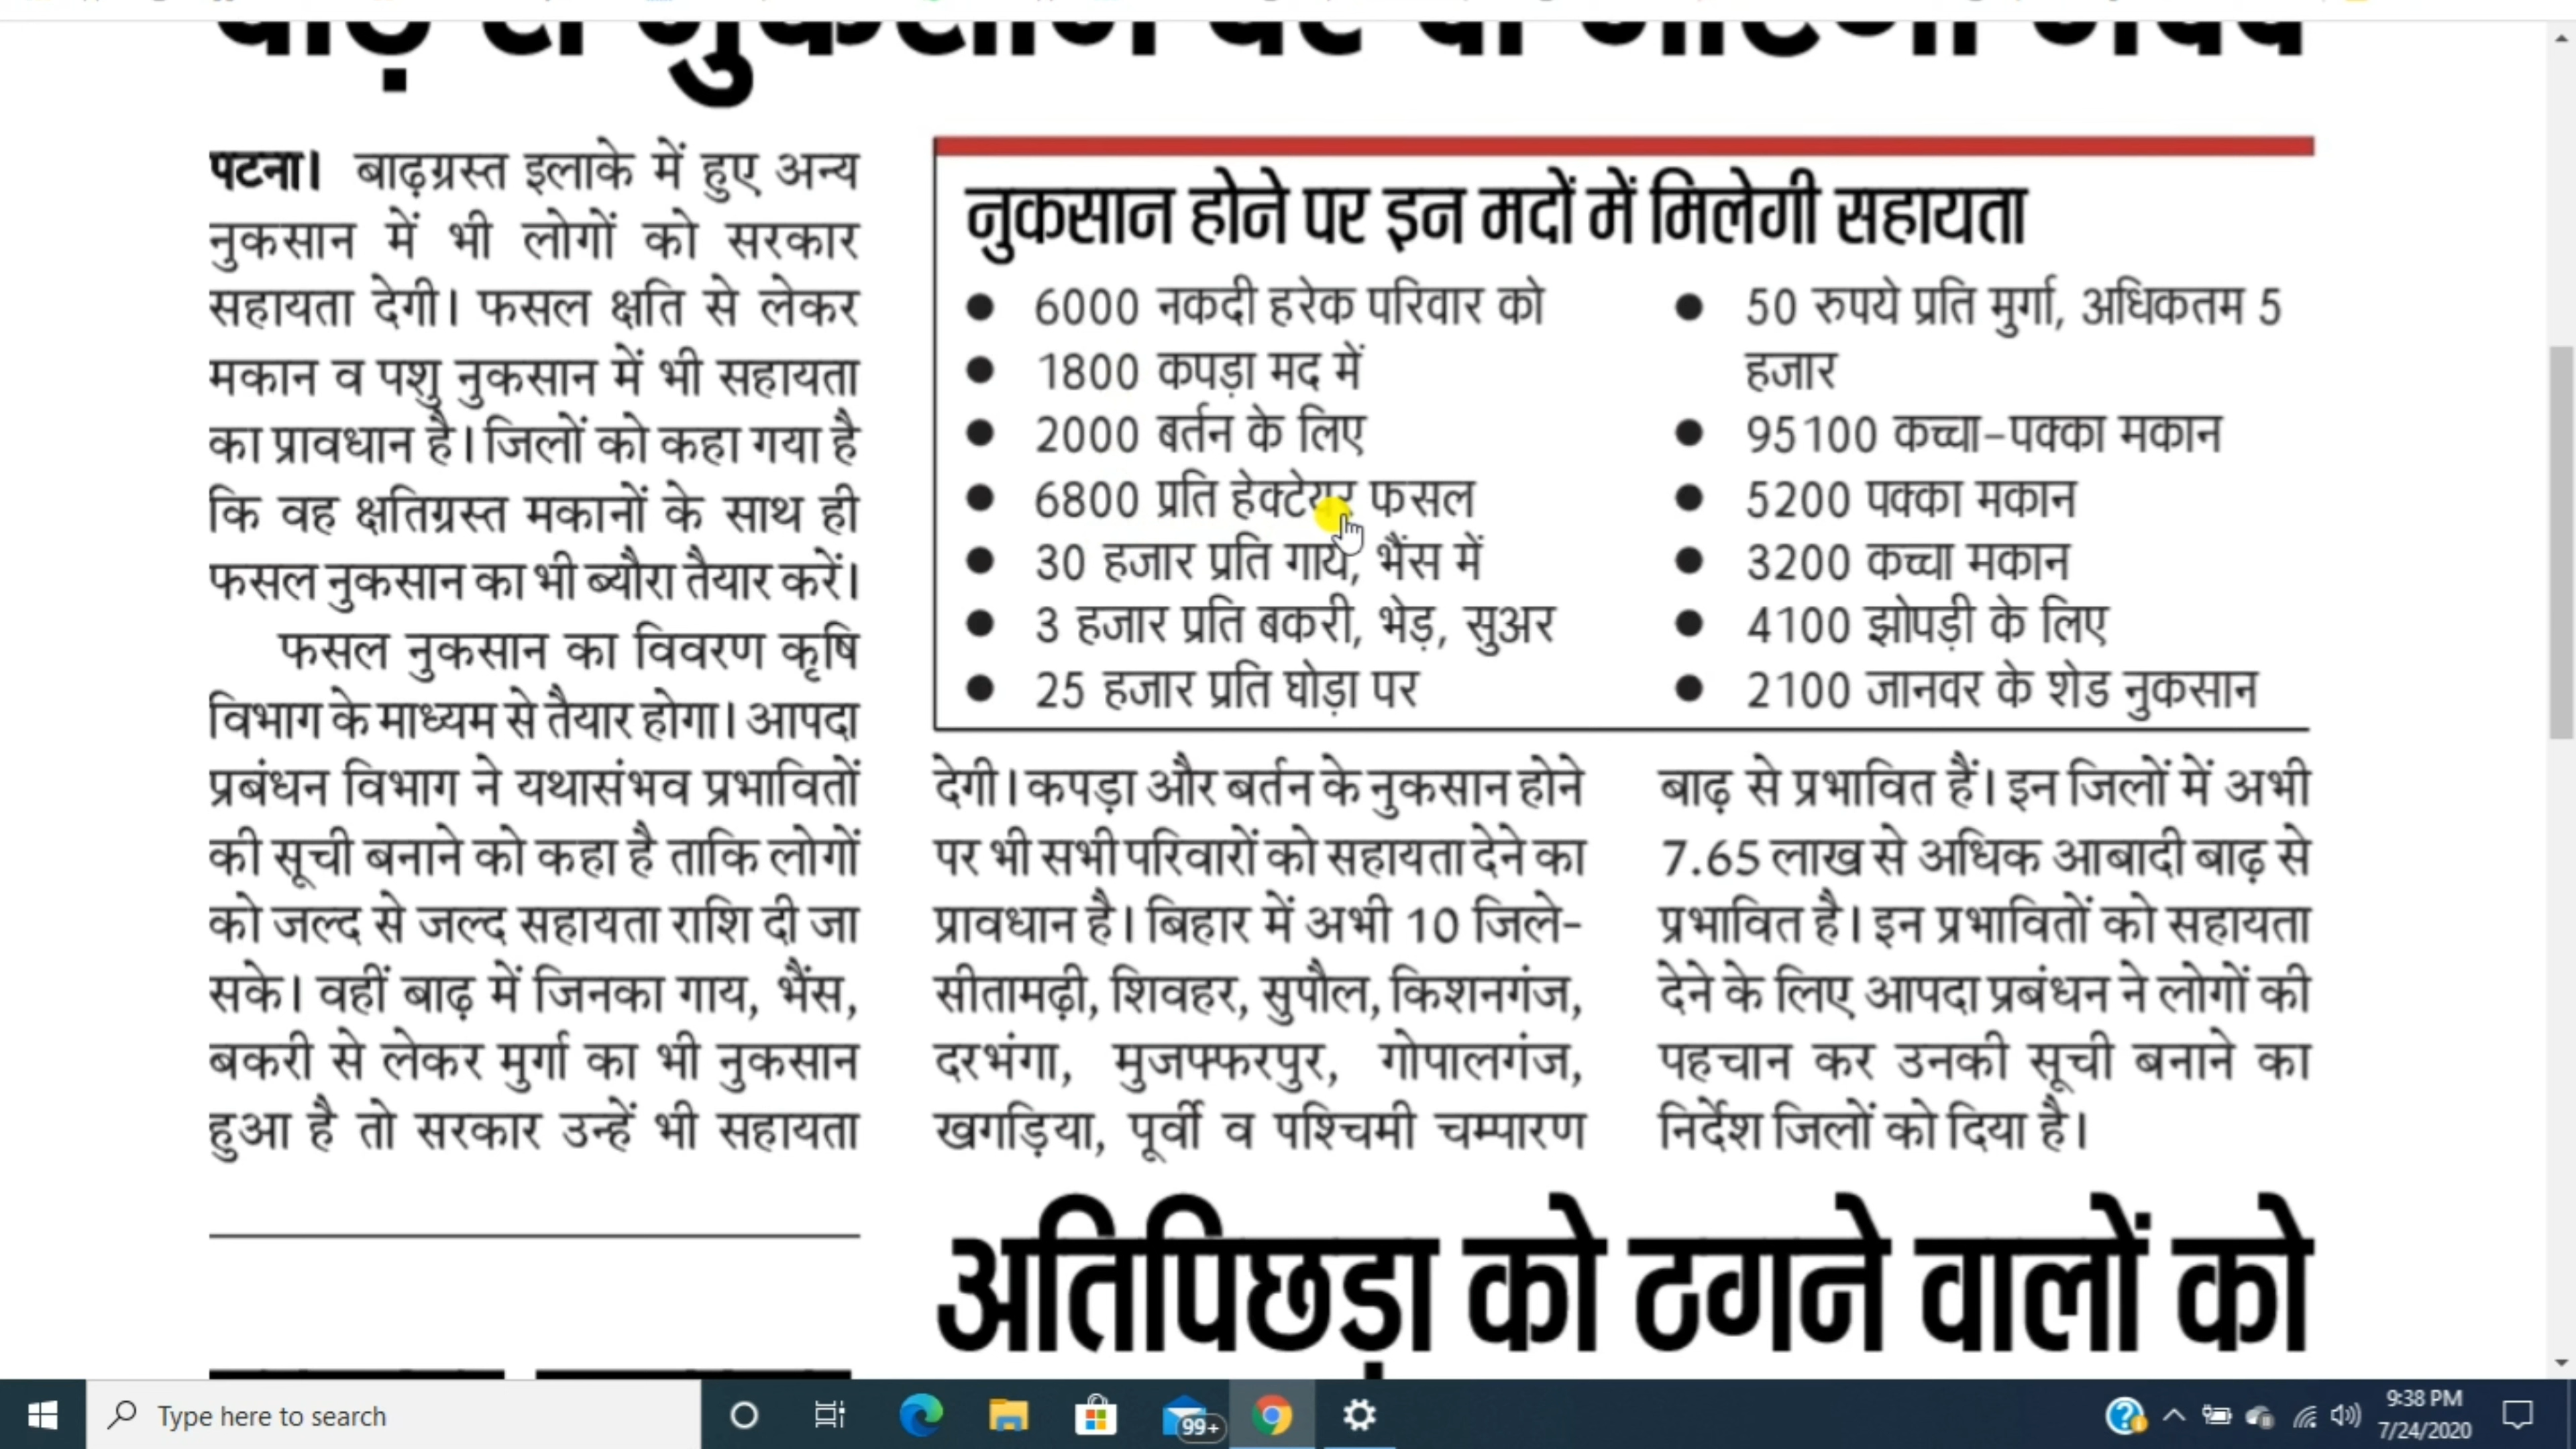 पटना। बाढ़ग्रस्त इलाके में हुए अन्य
नुकसान में भी लोगों को सरकार
सहायता देगी। फसल क्षति से लेकर
मकान व पशु नुकसान में भी सहायता
का प्रावधान है। जिलों को कहा गया है
कि वह क्षतिग्रस्त मकानों के साथ ही
फसल नुकसान का भी ब्यौरा तैयार करें।
फसल नुकसान का विवरण कृषि
विभाग के माध्यम से तैयार होगा। आपदा
प्रबंधन विभाग ने यथासंभव प्रभावितों
की सूची बनाने को कहा है ताकि लोगों
को जल्द से जल्द सहायता राशि दी जा
सके। वहीं बाढ़ में जिनका गाय, भैंस,
बकरी से लेकर मुर्गा का भी नुकसान
हुआ है तो सरकार उन्हें भी सहायता
नुकसान होने पर इन मदों में मिलेगी सहायता
● 6000 नकदी हरेक परिवार को
● 1800 कपड़ा मद में
● 2000 बर्तन के लिए
● 6800 प्रति हेक्टेयर फसल
● 30 हजार प्रति गाय, भैंस में
● 3 हजार प्रति बकरी, भेड़, सुअर
● 25 हजार प्रति घोड़ा पर
● 50 रुपये प्रति मुर्गा, अधिकतम 5
हजार
● 95100 कच्चा-पक्का मकान
● 5200 पक्का मकान
● 3200 कच्चा मकान
● 4100 झोपड़ी के लिए
● 2100 जानवर के शेड नुकसान
देगी। कपड़ा और बर्तन के नुकसान होने
पर भी सभी परिवारों को सहायता देने का
प्रावधान है। बिहार में अभी 10 जिले-
सीतामढ़ी, शिवहर, सुपौल, किशनगंज,
दरभंगा, मुजफ्फरपुर, गोपालगंज,
खगड़िया, पूर्वी व पश्चिमी चम्पारण
बाढ़ से प्रभावित हैं। इन जिलों में अभी
7.65 लाख से अधिक आबादी बाढ़ से
प्रभावित है। इन प्रभावितों को सहायता
देने के लिए आपदा प्रबंधन ने लोगों की
पहचान कर उनकी सूची बनाने का
निर्देश जिलों को दिया है।
अतिपिछड़ा को ठगने वालों को
Type here to search
99+
9:38 PM
7/24/2020